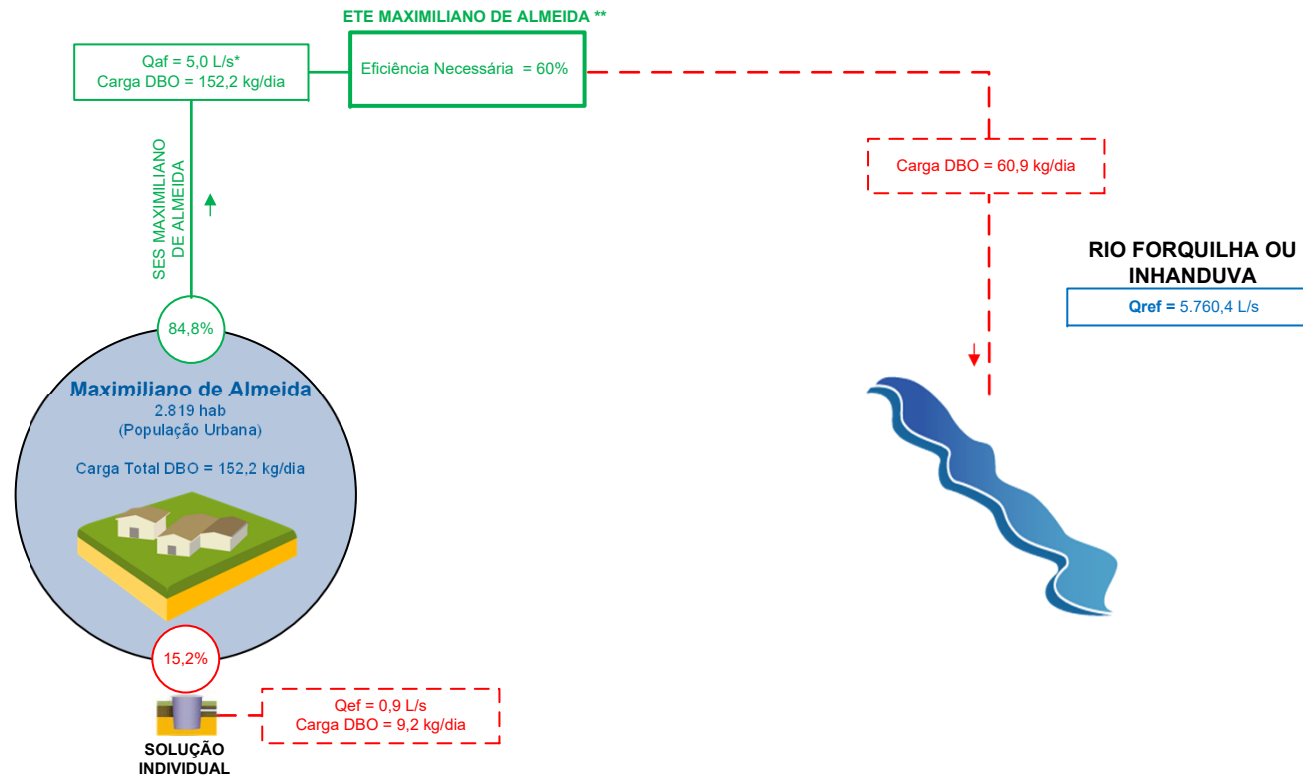 ETE MAXIMILIANO DE ALMEIDA **
Qaf = 5,0 L/s*
Carga DBO = 152,2 kg/dia
Eficiência Necessária = 60%
Carga DBO = 60,9 kg/dia
SES MAXIMILIANO
DE ALMEIDA
RIO FORQUILHA OU
INHANDUVA
Qref = 5.760,4 L/s
84,8%
Maximiliano de Almeida
2.819 hab
(População Urbana)
Carga Total DBO = 152,2 kg/dia
15,2%
Qef = 0,9 L/s
Carga DBO = 9,2 kg/dia
SOLUÇÃO
INDIVIDUAL